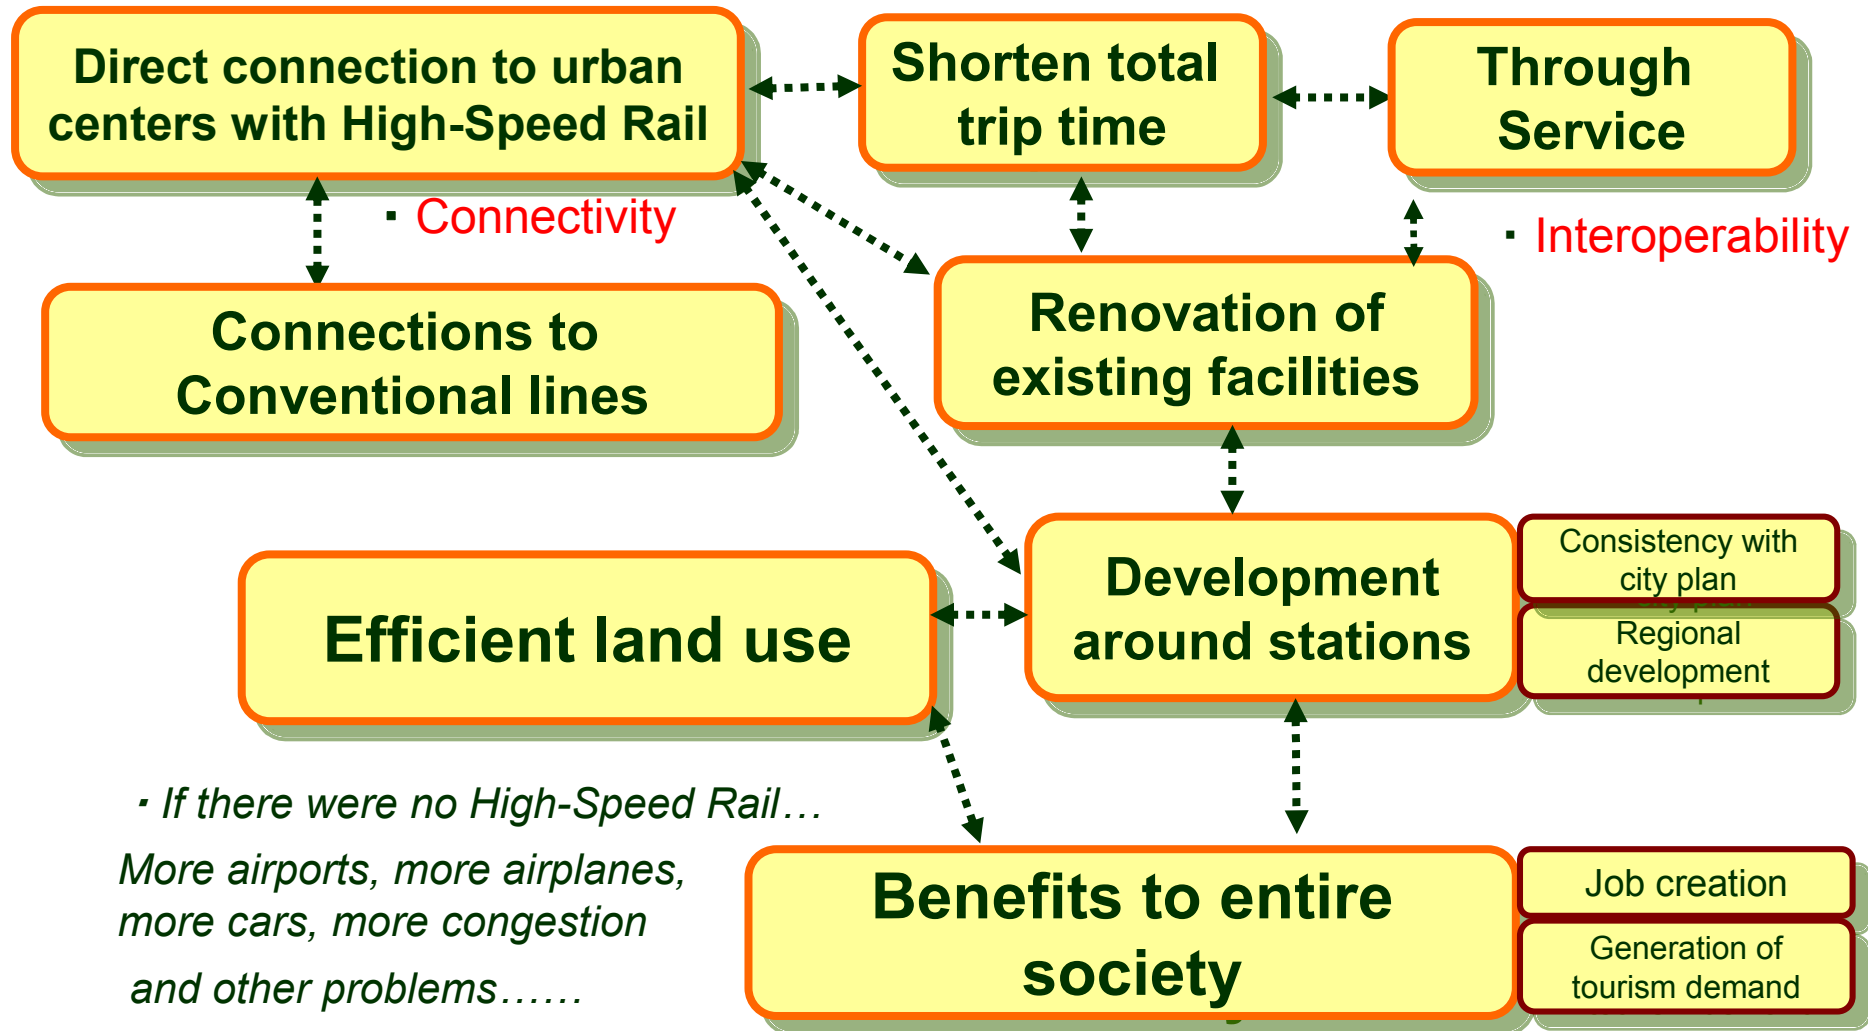 Direct connection to urban
centers with High-Speed Rail
Shorten total
trip time
Through
Service
・Connectivity
・Interoperability
Connections to
Conventional lines
Renovation of
existing facilities
Efficient land use
Development
around stations
Consistency with
city plan
Regional
development
・If there were no High-Speed Rail…
More airports, more airplanes,
more cars, more congestion
and other problems……
Benefits to entire
society
Job creation
Generation of
tourism demand